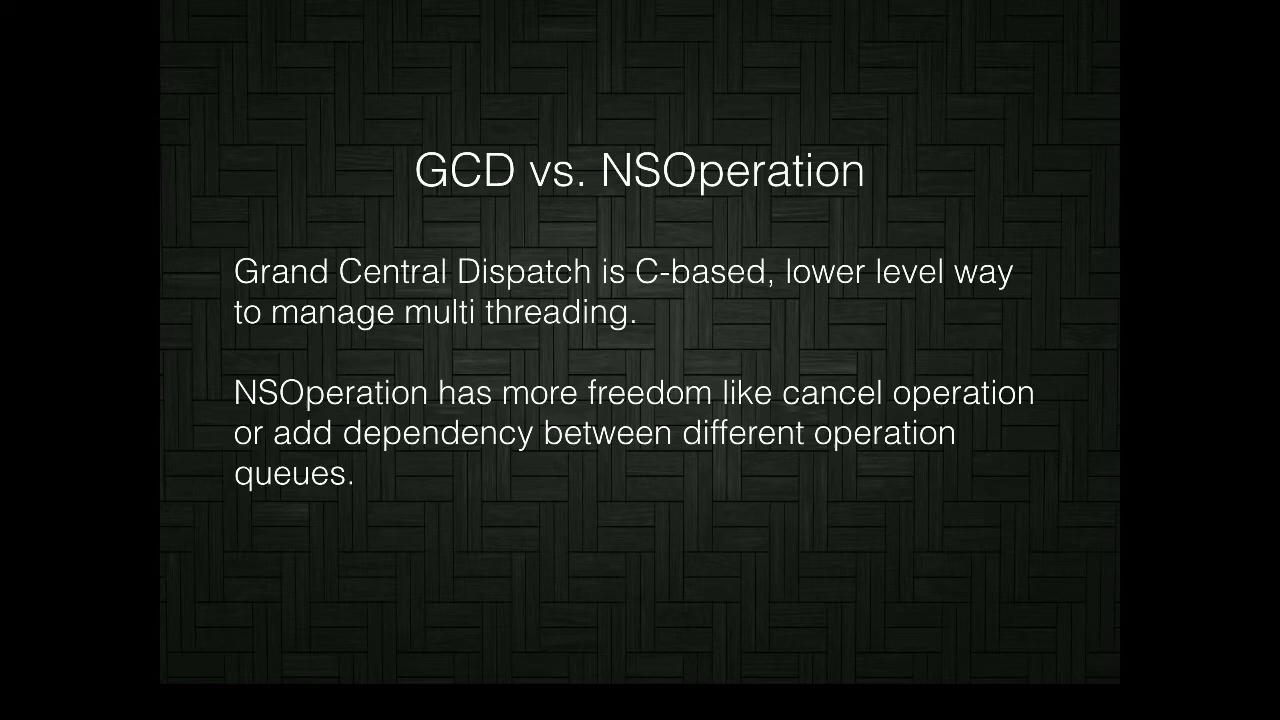 GCD vs. NSOperation
Grand Central Dispatch is C-based, lower level way
to manage multi threading.
NSOperation has more freedom like cancel operation
or add dependency between different operation
queues.